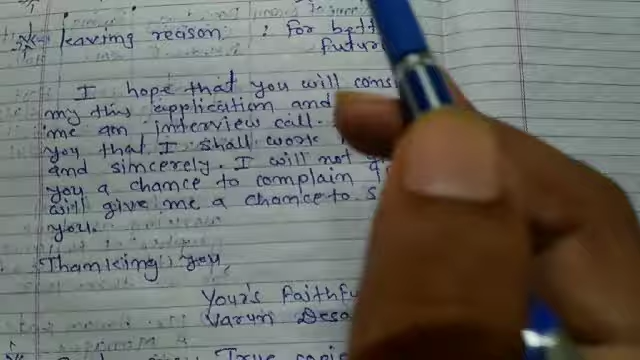 leaving reason : For bett
future
I hope that you will cons
my this application and
me an interview call.
you that I shall work
and sincerely. I will not
you a chance to complain
will give me a chance to s
you.
Thanking you,
Your's Faithfu
Varun Desa
True copie